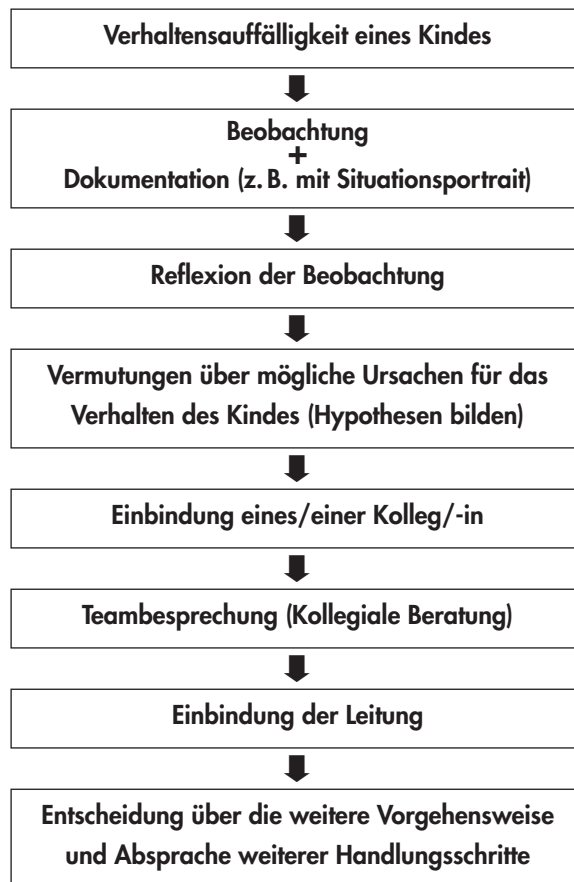 Verhaltensauffälligkeit eines Kindes
Beobachtung
+
Dokumentation (z. B. mit Situationsportrait)
Reflexion der Beobachtung
Vermutungen über mögliche Ursachen für das
Verhalten des Kindes (Hypothesen bilden)
Einbindung eines/einer Kolleg/-in
Teambesprechung (Kollegiale Beratung)
Einbindung der Leitung
Entscheidung über die weitere Vorgehensweise
und Absprache weiterer Handlungsschritte